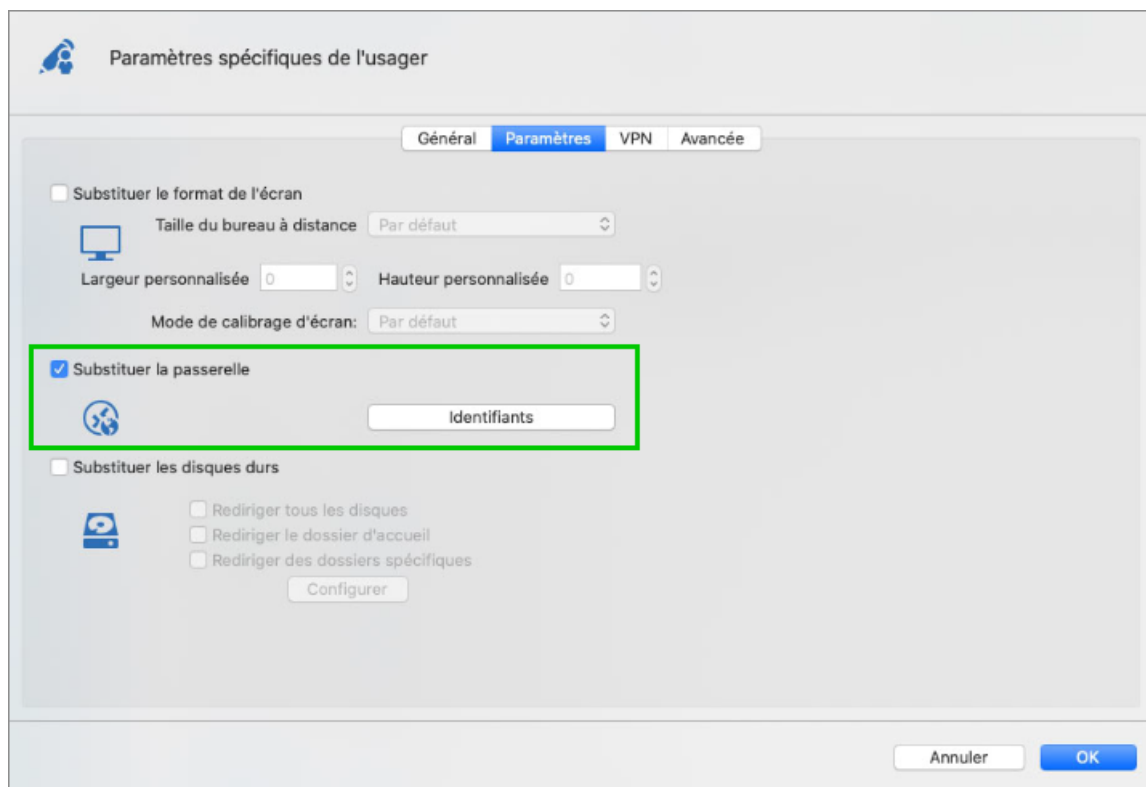 Paramètres spécifiques de l'usager
Général Paramètres VPN Avancée
Substituer le format de l'écran
Taille du bureau à distance Par défaut
Largeur personnalisée 0 Hauteur personnalisée 0
Mode de calibrage d'écran: Par défaut
Substituer la passerelle
Identifiants
Substituer les disques durs
Rediriger tous les disques
Rediriger le dossier d'accueil
Rediriger des dossiers spécifiques
Configurer
Annuler OK